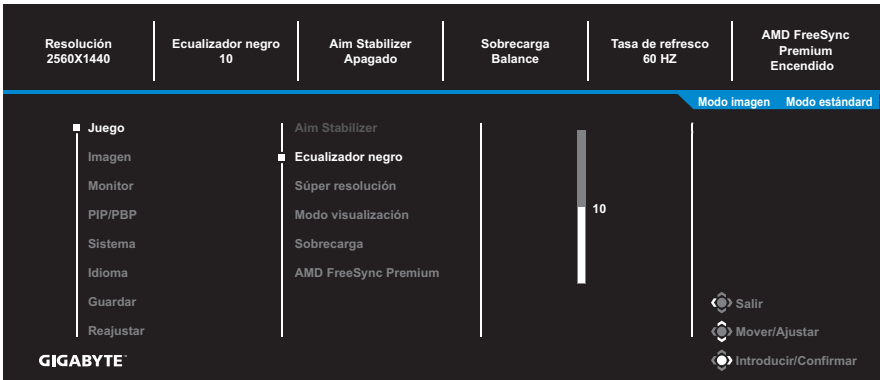 Resolución
2560X1440
Ecualizador negro
10
Aim Stabilizer
Apagado
Sobrecarga
Balance
Tasa de refresco
60 HZ
AMD FreeSync
Premium
Encendido
Modo imagen Modo estándard
Juego
Imagen
Monitor
PIP/PBP
Sistema
Idioma
Guardar
Reajustar
Aim Stabilizer
Ecualizador negro
Súper resolución
Modo visualización
Sobrecarga
AMD FreeSync Premium
10
Salir
Mover/Ajustar
Introducir/Confirmar
GIGABYTE™